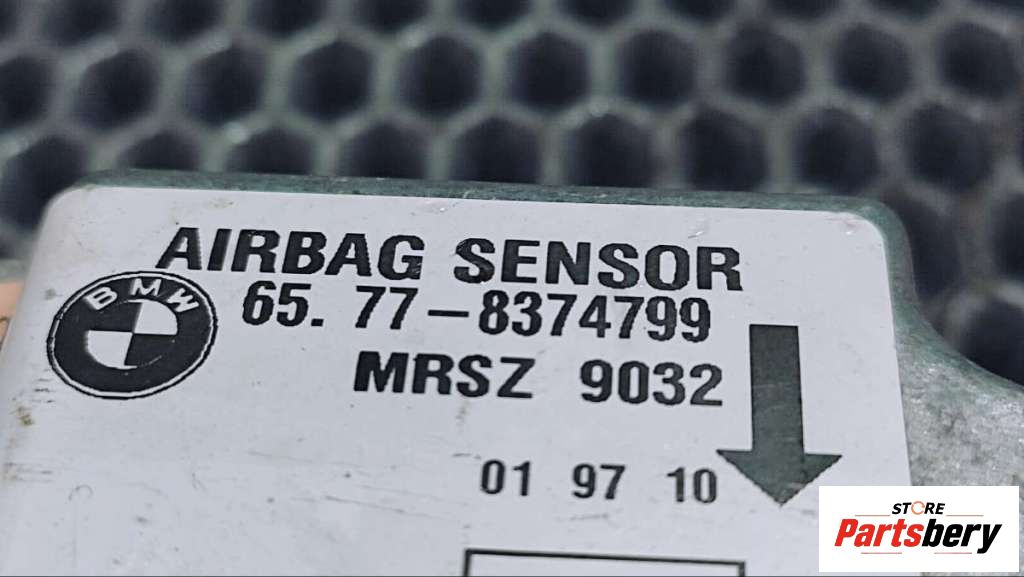 AIRBAG SENSOR
BMW
65. 77-8374799
MRSZ 9032
01 97 10
STORE
Partsbery